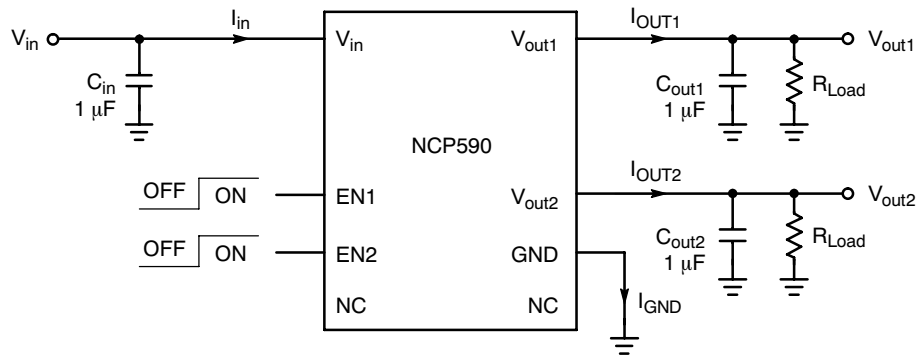 V_in
I_in
C_in
1 μF
V_in
V_out1
I_OUT1
V_out1
C_out1
1 μF
R_Load
NCP590
OFF ON
EN1
V_out2
I_OUT2
V_out2
OFF ON
EN2
GND
C_out2
1 μF
R_Load
NC
NC
I_GND